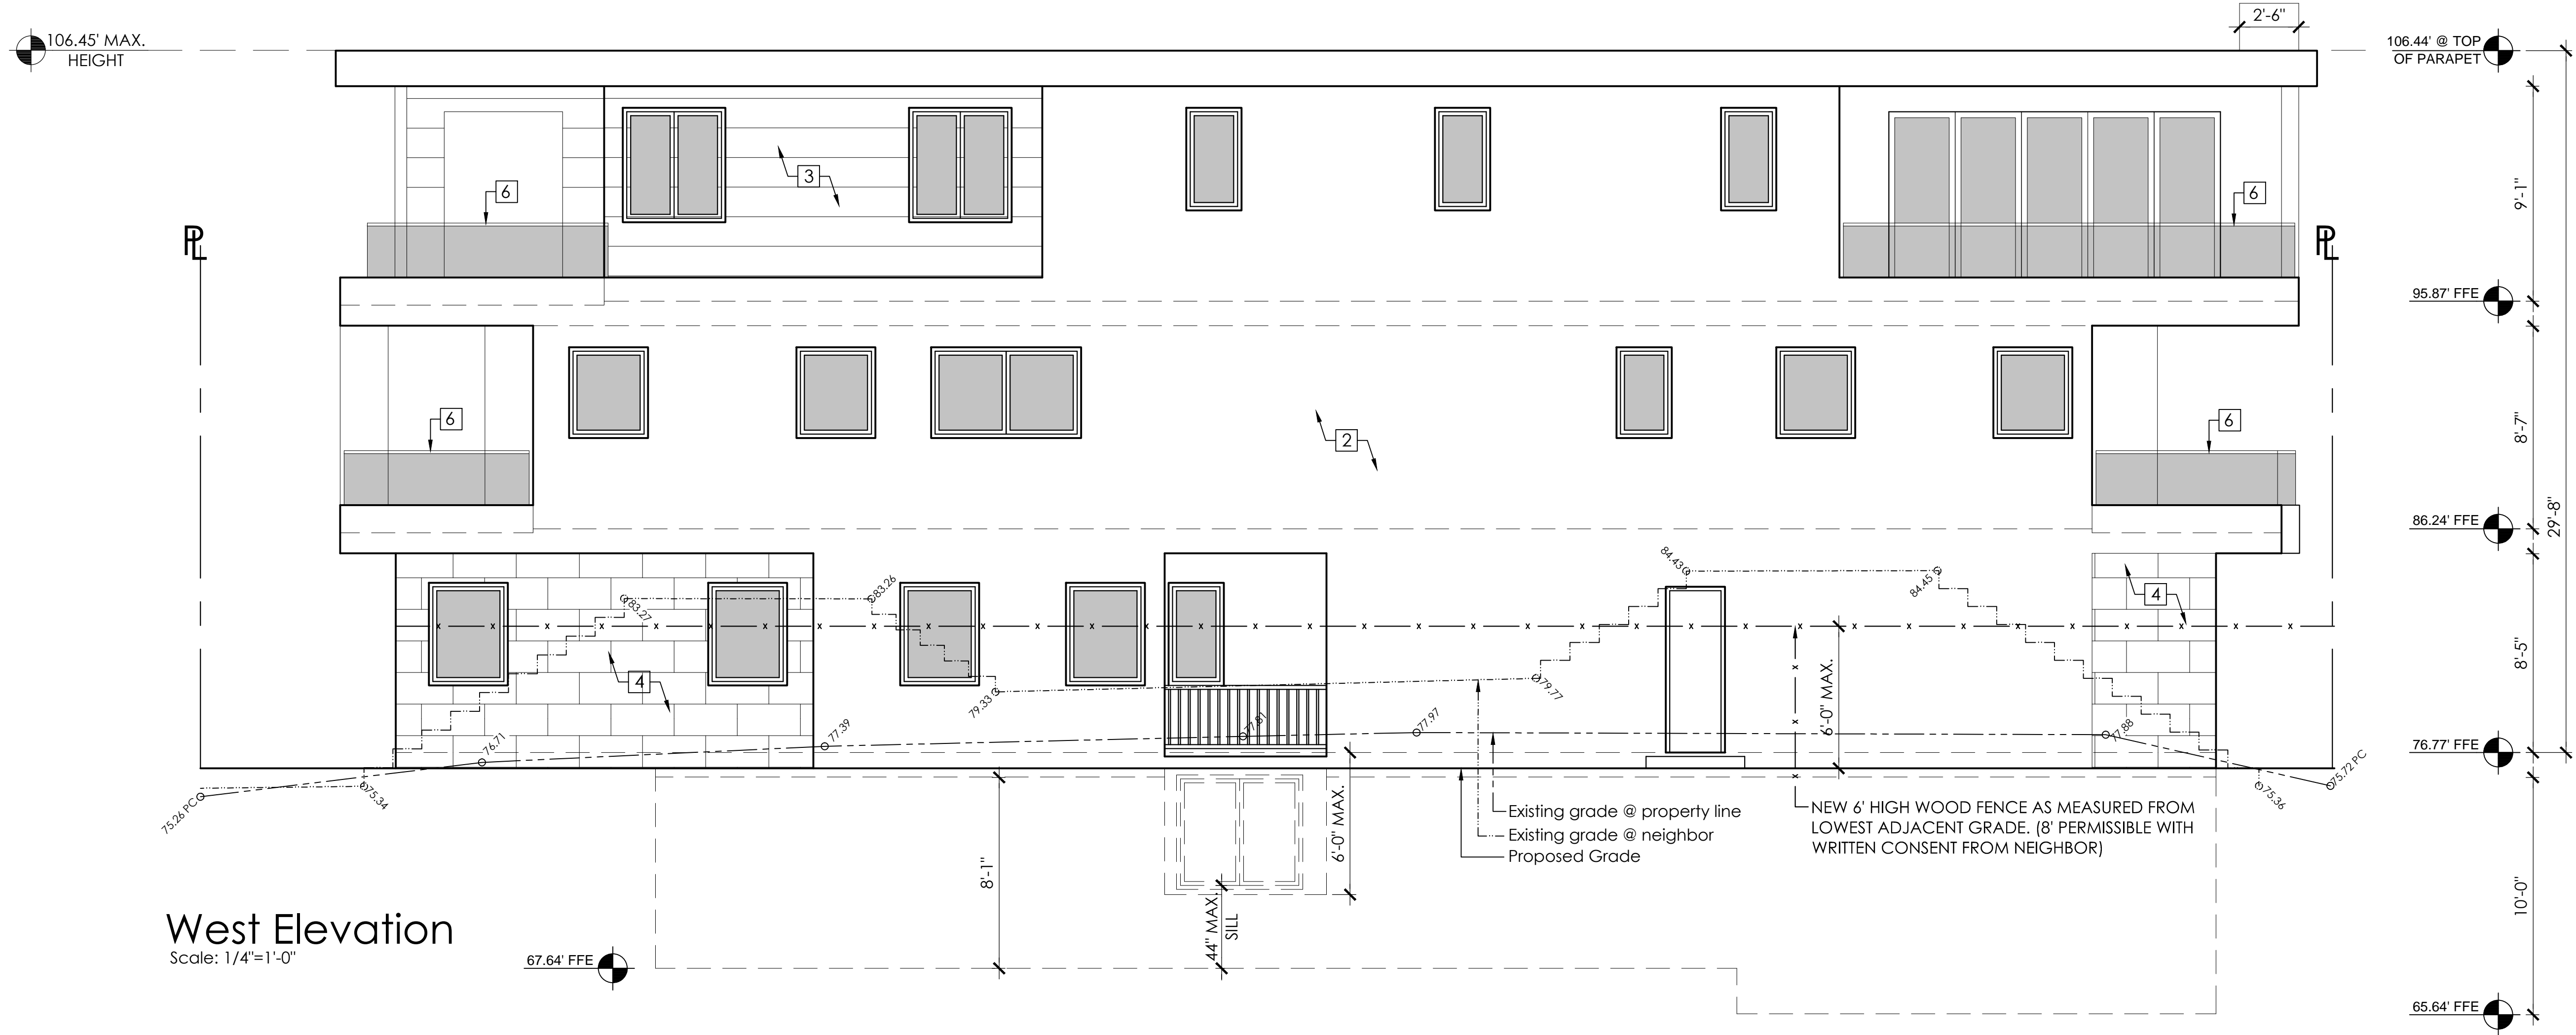 106.45' MAX.
HEIGHT
2'-6"
106.44' @ TOP
OF PARAPET
PL
PL
6
3
6
9'-1"
95.87' FFE
6
2
6
8'-7"
29'-8"
86.24' FFE
83.27
83.26
84.43
84.45
4
4
79.33
79.77
8'-5"
6'-0" MAX.
76.71
77.39
77.81
77.97
77.88
76.77' FFE
75.26 PC
75.34
75.36
75.72 PC
Existing grade @ property line
Existing grade @ neighbor
Proposed Grade
NEW 6' HIGH WOOD FENCE AS MEASURED FROM
LOWEST ADJACENT GRADE. (8' PERMISSIBLE WITH
WRITTEN CONSENT FROM NEIGHBOR)
8'-1"
6'-0" MAX.
44" MAX.
SILL
10'-0"
West Elevation
Scale: 1/4"=1'-0"
67.64' FFE
65.64' FFE